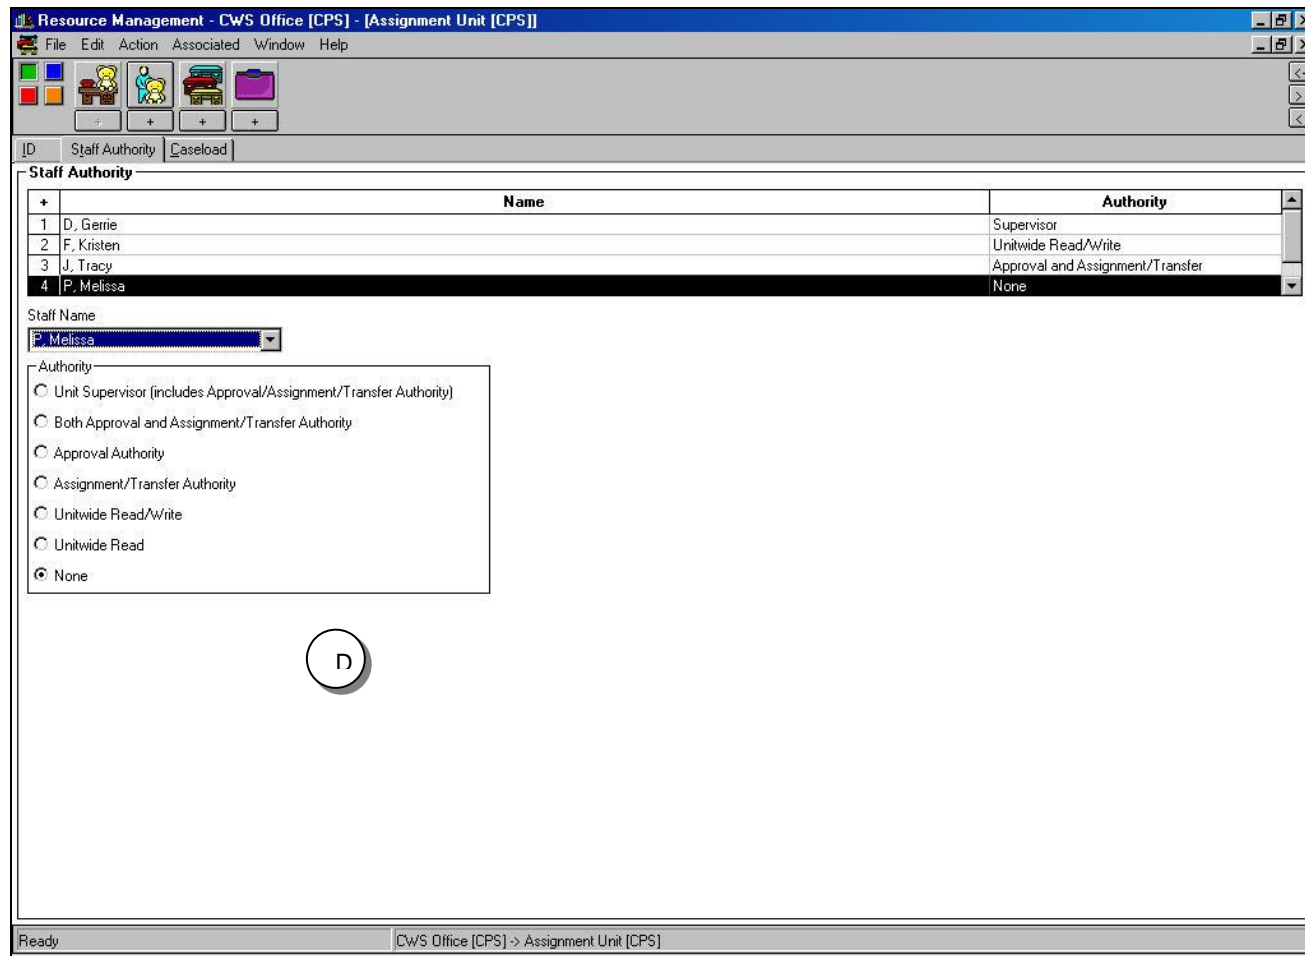 Resource Management - CWS Office [CPS] - [Assignment Unit [CPS]]
File Edit Action Associated Window Help
+ + + +
ID Staff Authority Caseload
Staff Authority
+ Name Authority
1 D, Gerrie Supervisor
2 F, Kristen Unitwide Read/Write
3 J, Tracy Approval and Assignment/Transfer
4 P, Melissa None
Staff Name
P, Melissa
Authority
Unit Supervisor (includes Approval/Assignment/Transfer Authority)
Both Approval and Assignment/Transfer Authority
Approval Authority
Assignment/Transfer Authority
Unitwide Read/Write
Unitwide Read
None
D
Ready CWS Office [CPS] -> Assignment Unit [CPS]